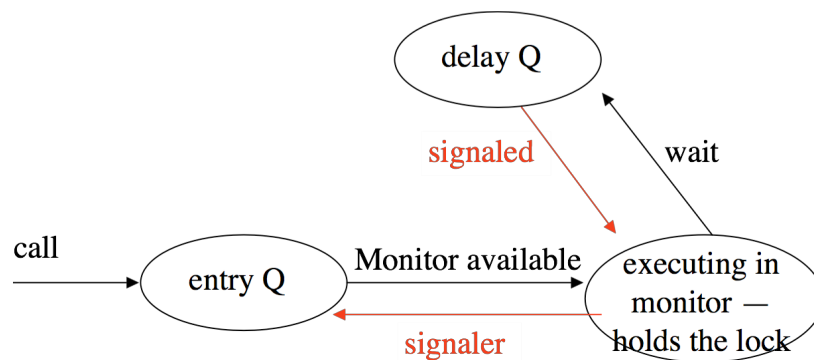 delay Q
signaled
wait
call
entry Q
Monitor available
signaler
executing in
monitor —
holds the lock